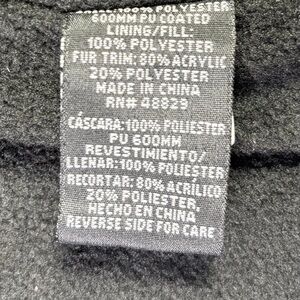 POLYESTER
600MM PU COATED
LINING/FILL:
100% POLYESTER
FUR TRIM: 80% ACRYLIC
20% POLYESTER
MADE IN CHINA
RN# 48829
CÁSCARA:100% POLIESTER
PU 600MM
REVESTIMIENTO/
LLENAR: 100% POLIESTER
RECORTAR: 80% ACRÍLICO
20% POLIESTER.
HECHO EN CHINA
REVERSE SIDE FOR CARE